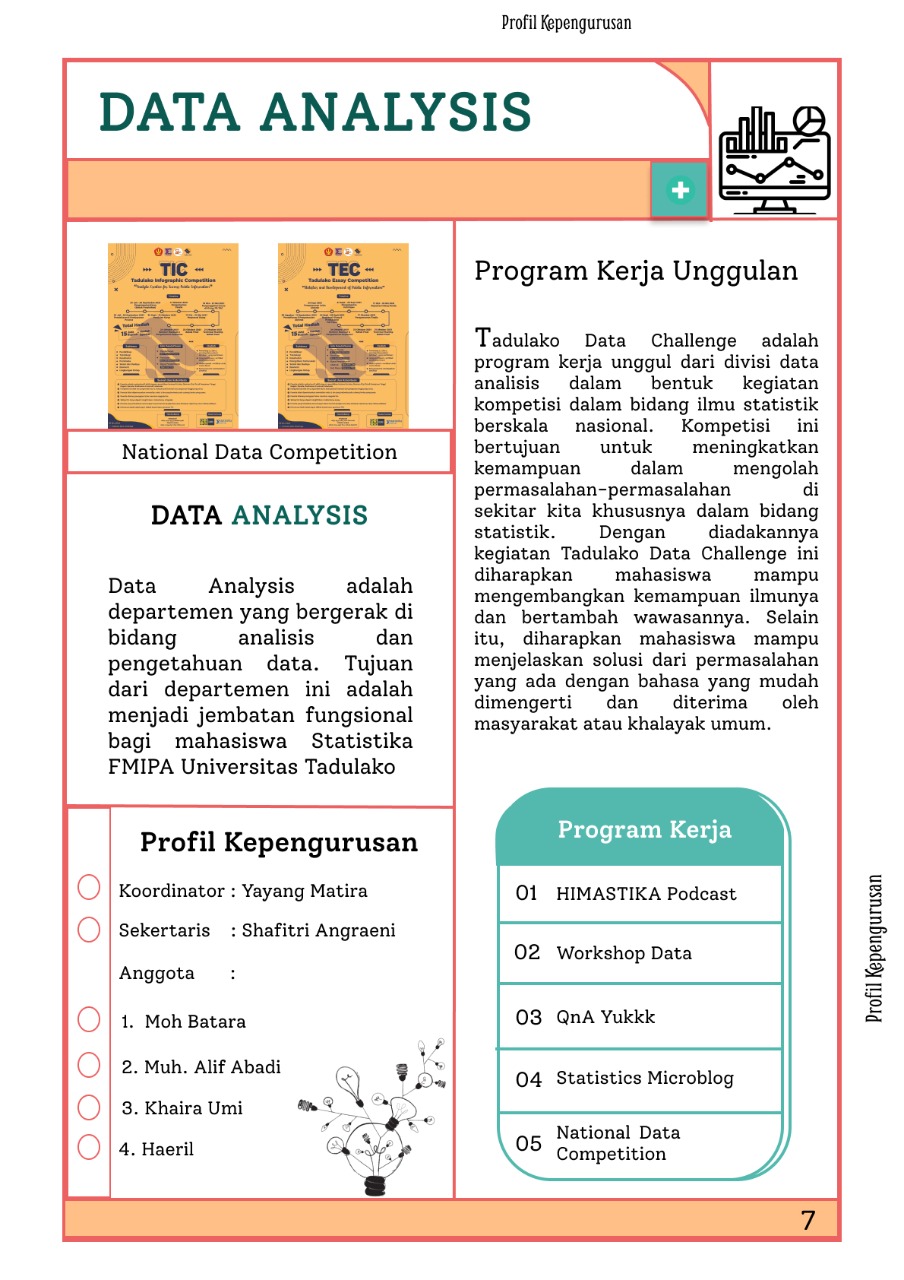 Profil Kepengurusan
DATA ANALYSIS
TIC
Tadulako Infographic Competition
TEC
Tadulako Essay Competition
National Data Competition
DATA ANALYSIS
Data Analysis adalah
departemen yang bergerak di
bidang analisis dan
pengetahuan data. Tujuan
dari departemen ini adalah
menjadi jembatan fungsional
bagi mahasiswa Statistika
FMIPA Universitas Tadulako
Profil Kepengurusan
Koordinator : Yayang Matira
Sekertaris : Shafitri Angraeni
Anggota :
1. Moh Batara
2. Muh. Alif Abadi
3. Khaira Umi
4. Haeril
Program Kerja Unggulan
Tadulako Data Challenge adalah
program kerja unggul dari divisi data
analisis dalam bentuk kegiatan
kompetisi dalam bidang ilmu statistik
berskala nasional. Kompetisi ini
bertujuan untuk meningkatkan
kemampuan dalam mengolah
permasalahan-permasalahan di
sekitar kita khususnya dalam bidang
statistik. Dengan diadakannya
kegiatan Tadulako Data Challenge ini
diharapkan mahasiswa mampu
mengembangkan kemampuan ilmunya
dan bertambah wawasannya. Selain
itu, diharapkan mahasiswa mampu
menjelaskan solusi dari permasalahan
yang ada dengan bahasa yang mudah
dimengerti dan diterima oleh
masyarakat atau khalayak umum.
Program Kerja
01 HIMASTIKA Podcast
02 Workshop Data
03 QnA Yukkk
04 Statistics Microblog
05 National Data
Competition
Profil Kepengurusan
7